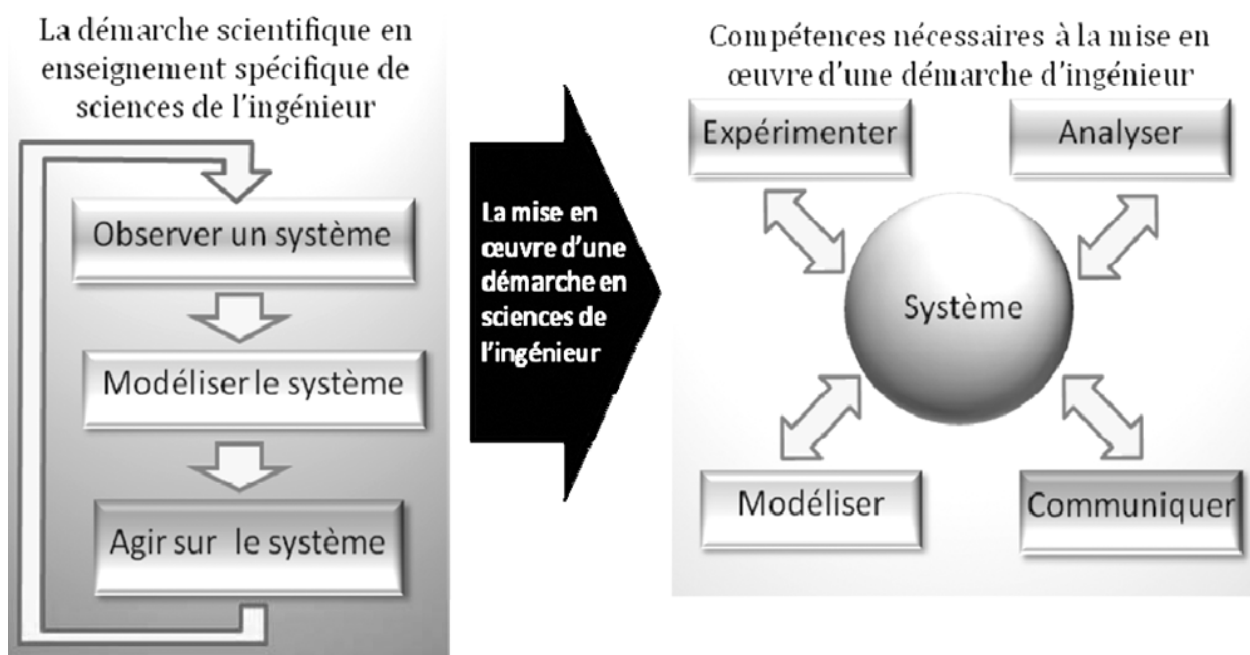 La démarche scientifique en
enseignement spécifique de
sciences de l'ingénieur
Observer un système
Modéliser le système
Agir sur le système
La mise en
œuvre d'une
démarche en
sciences de
l'ingénieur
Compétences nécessaires à la mise en
œuvre d'une démarche d'ingénieur
Expérimenter
Analyser
Système
Modéliser
Communiquer